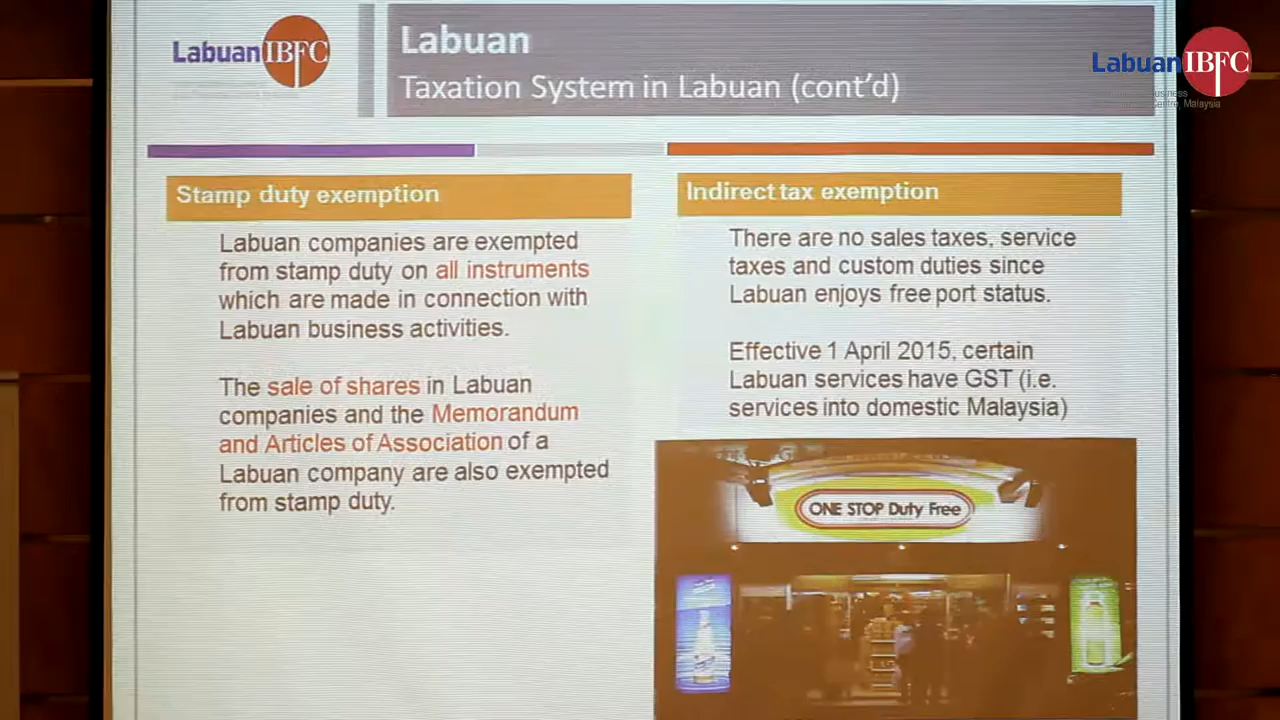 Labuan IBFC
Labuan
Taxation System in Labuan (cont'd)
Labuan IBFC
Centre, Malaysia
Stamp duty exemption
Labuan companies are exempted
from stamp duty on all instruments
which are made in connection with
Labuan business activities.
The sale of shares in Labuan
companies and the Memorandum
and Articles of Association of a
Labuan company are also exempted
from stamp duty.
Indirect tax exemption
There are no sales taxes, service
taxes and custom duties since
Labuan enjoys free port status.
Effective 1 April 2015, certain
Labuan services have GST (i.e.
services into domestic Malaysia)
ONE STOP Duty Free